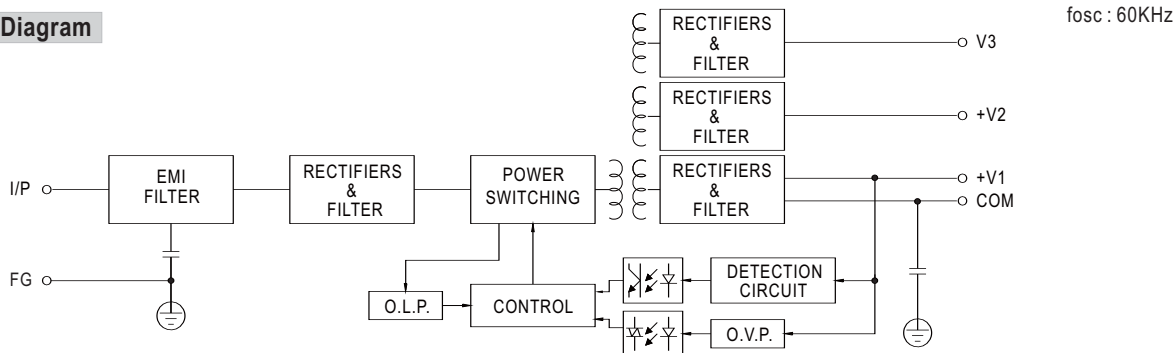 Diagram
fosc : 60KHz
RECTIFIERS
&
FILTER
V3
RECTIFIERS
&
FILTER
+V2
I/P
EMI
FILTER
RECTIFIERS
&
FILTER
POWER
SWITCHING
RECTIFIERS
&
FILTER
+V1
COM
FG
O.L.P.
CONTROL
DETECTION
CIRCUIT
O.V.P.